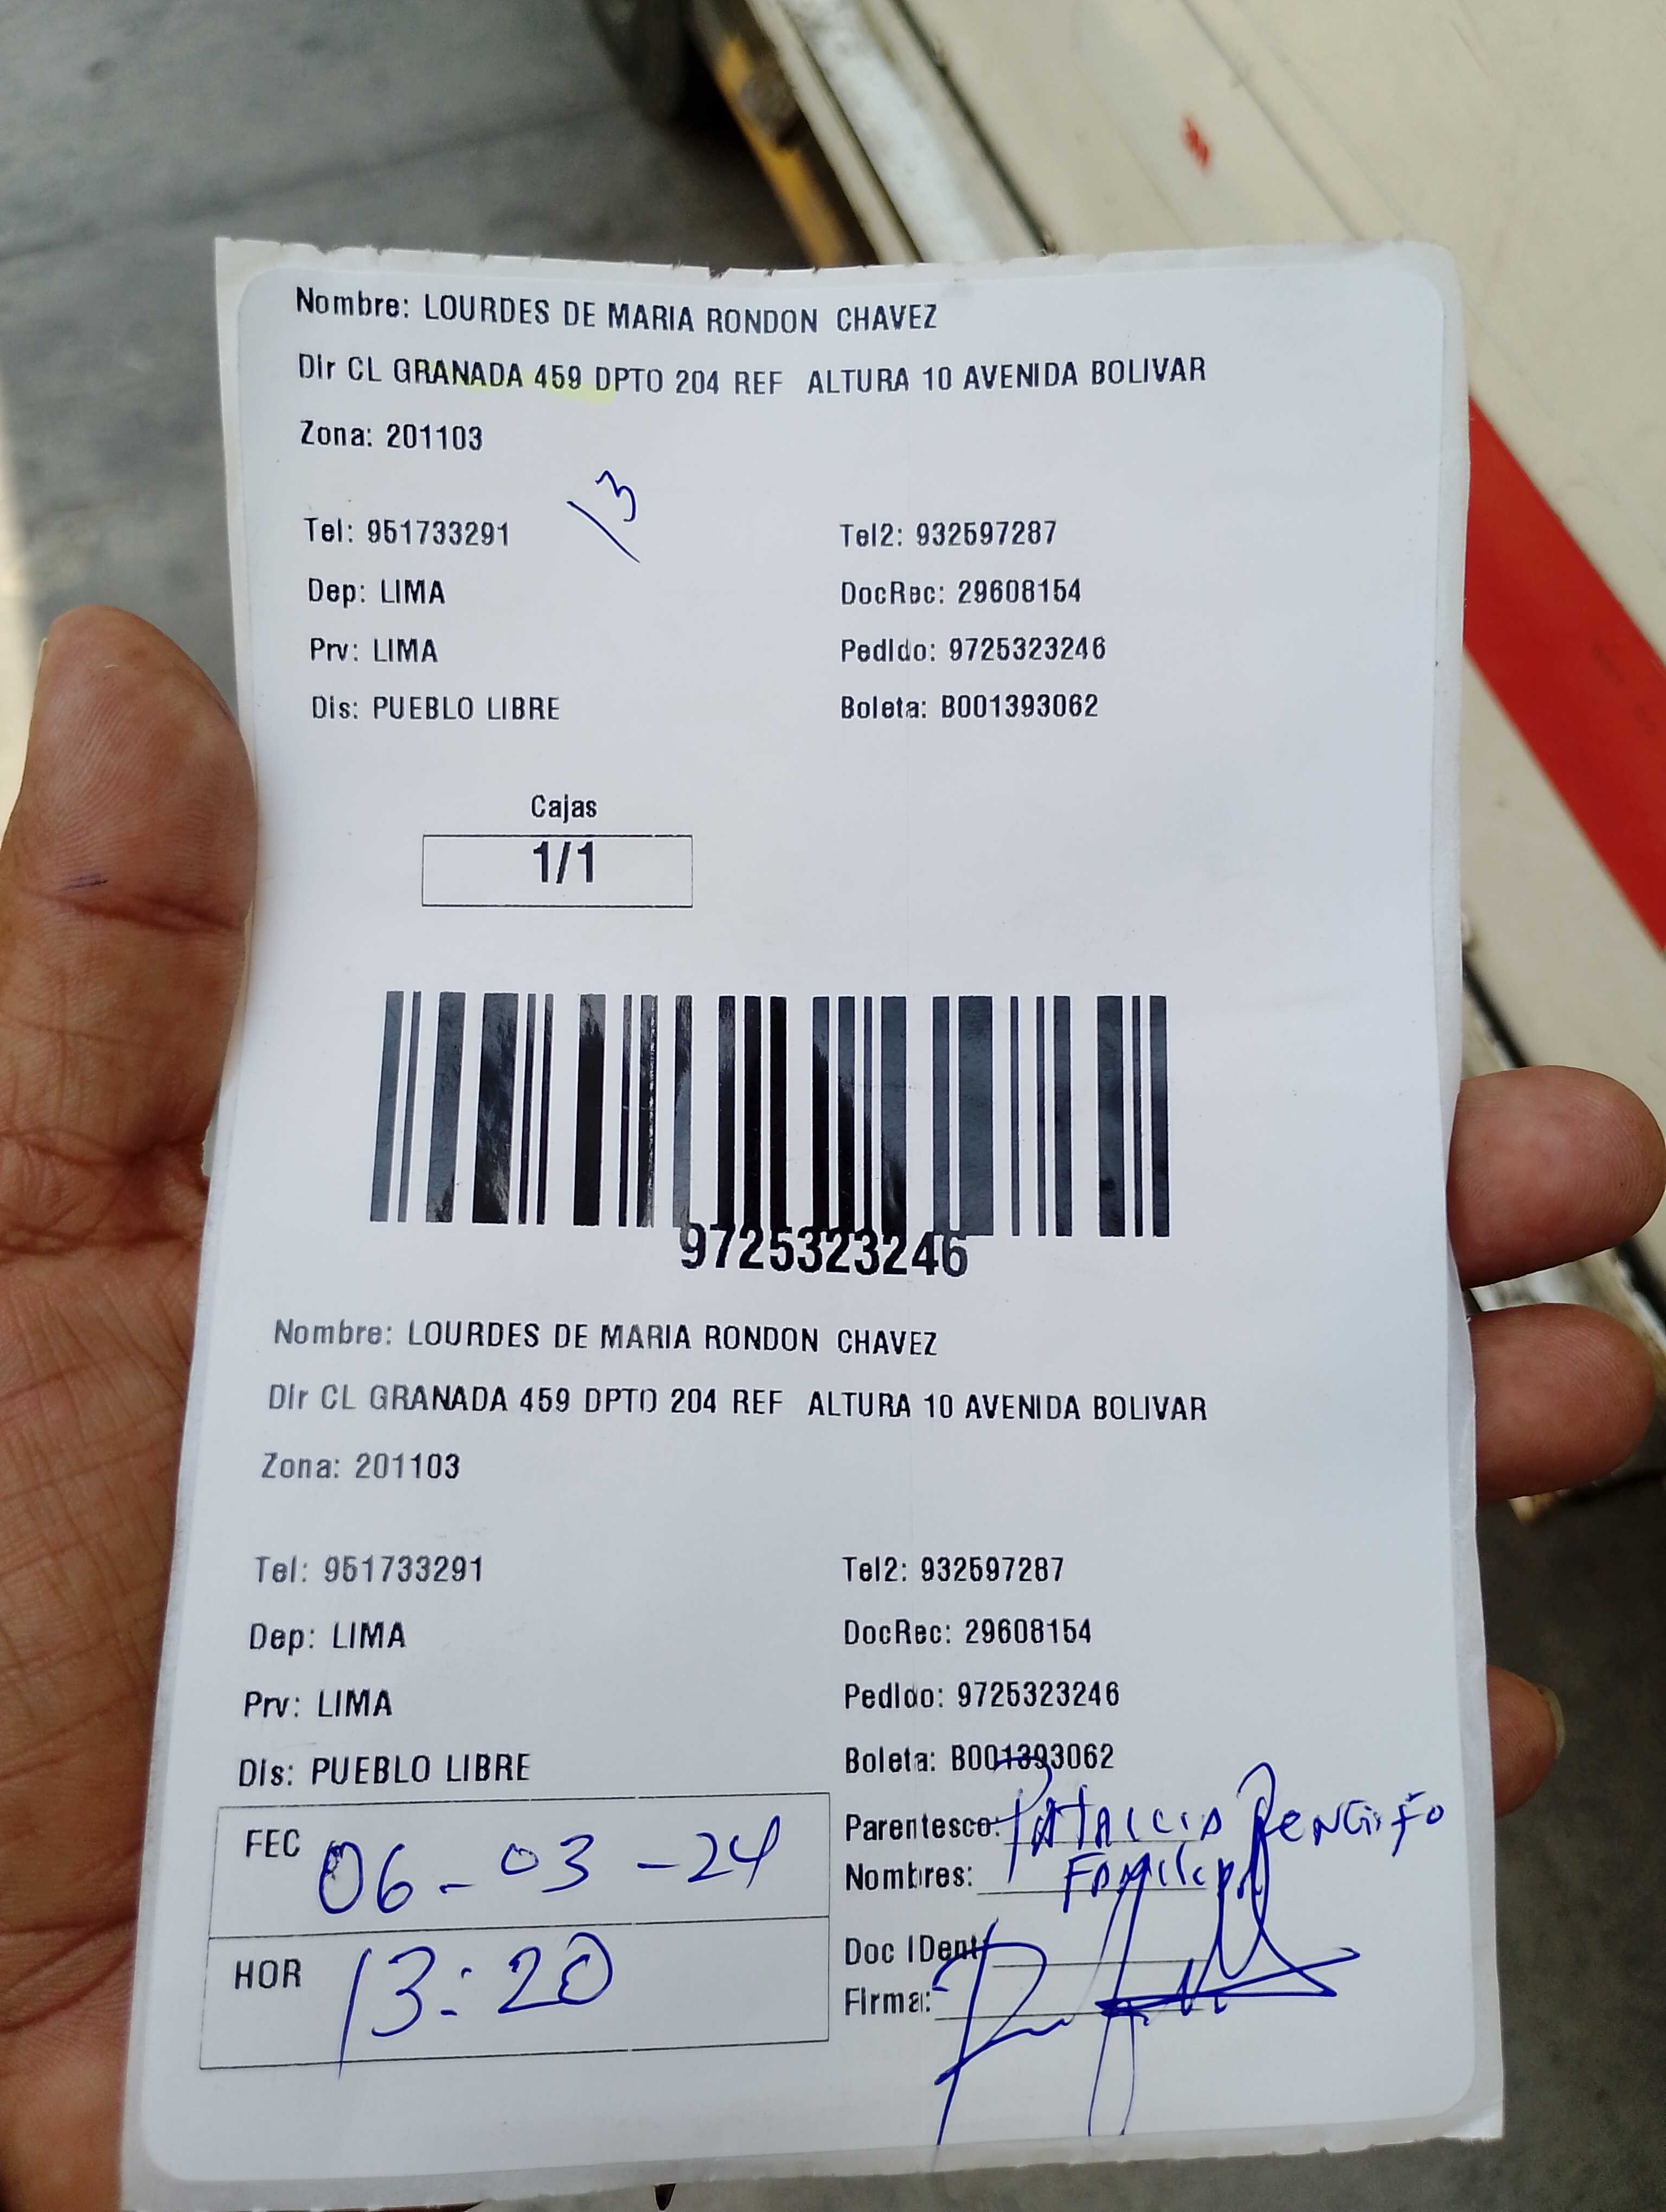 Nombre: LOURDES DE MARIA RONDON CHAVEZ
Dir CL GRANADA 459 DPTO 204 REF ALTURA 10 AVENIDA BOLIVAR
Zona: 201103
13
Tel: 951733291 Tel2: 932597287
Dep: LIMA DocRec: 29608154
Prv: LIMA Pedido: 9725323246
Dis: PUEBLO LIBRE Boleta: B001393062
Cajas
1/1
9725323246
Nombre: LOURDES DE MARIA RONDON CHAVEZ
Dir CL GRANADA 459 DPTO 204 REF ALTURA 10 AVENIDA BOLIVAR
Zona: 201103
Tel: 951733291 Tel2: 932597287
Dep: LIMA DocRec: 29608154
Prv: LIMA Pedido: 9725323246
Dis: PUEBLO LIBRE Boleta: B001393062
FEC 06-03-24
HOR 13:20
Parentesco: Patricia Rengifo
Nombres: Familiar
Doc IDent
Firma: